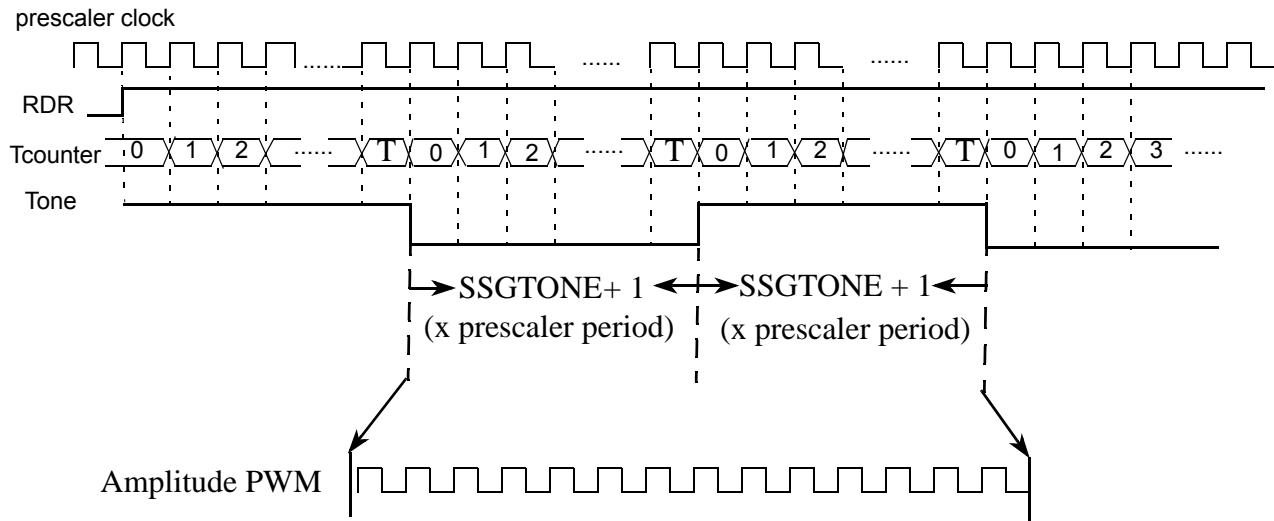 prescaler clock
...... ...... ......
RDR
Tcounter 0 1 2 ...... T 0 1 2 ...... T 0 1 2 ...... T 0 1 2 3 ......
Tone
SSGTONE+ 1 SSGTONE + 1
(x prescaler period) (x prescaler period)
Amplitude PWM